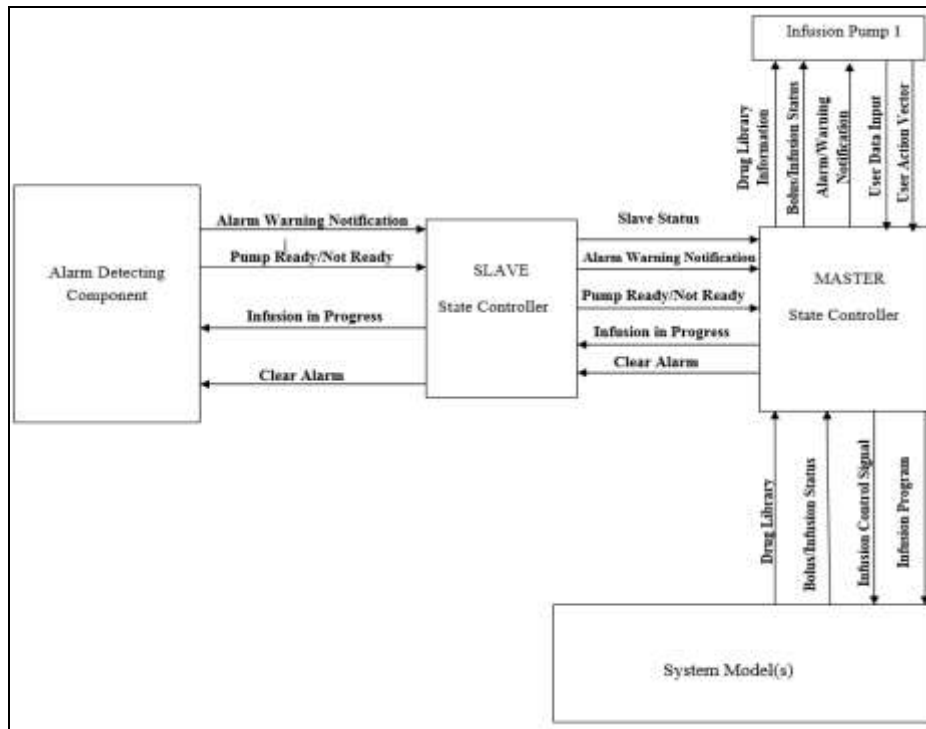 Infusion Pump 1
Drug Library
Information
Bolus/Infusion Status
Alarm/Warning
Notification
User Data Input
User Action Vector
Alarm Detecting
Component
Alarm Warning Notification
Pump Ready/Not Ready
Infusion in Progress
Clear Alarm
SLAVE
State Controller
Slave Status
Alarm Warning Notification
Pump Ready/Not Ready
Infusion in Progress
Clear Alarm
MASTER
State Controller
Drug Library
Bolus/Infusion Status
Infusion Control Signal
Infusion Program
System Model(s)